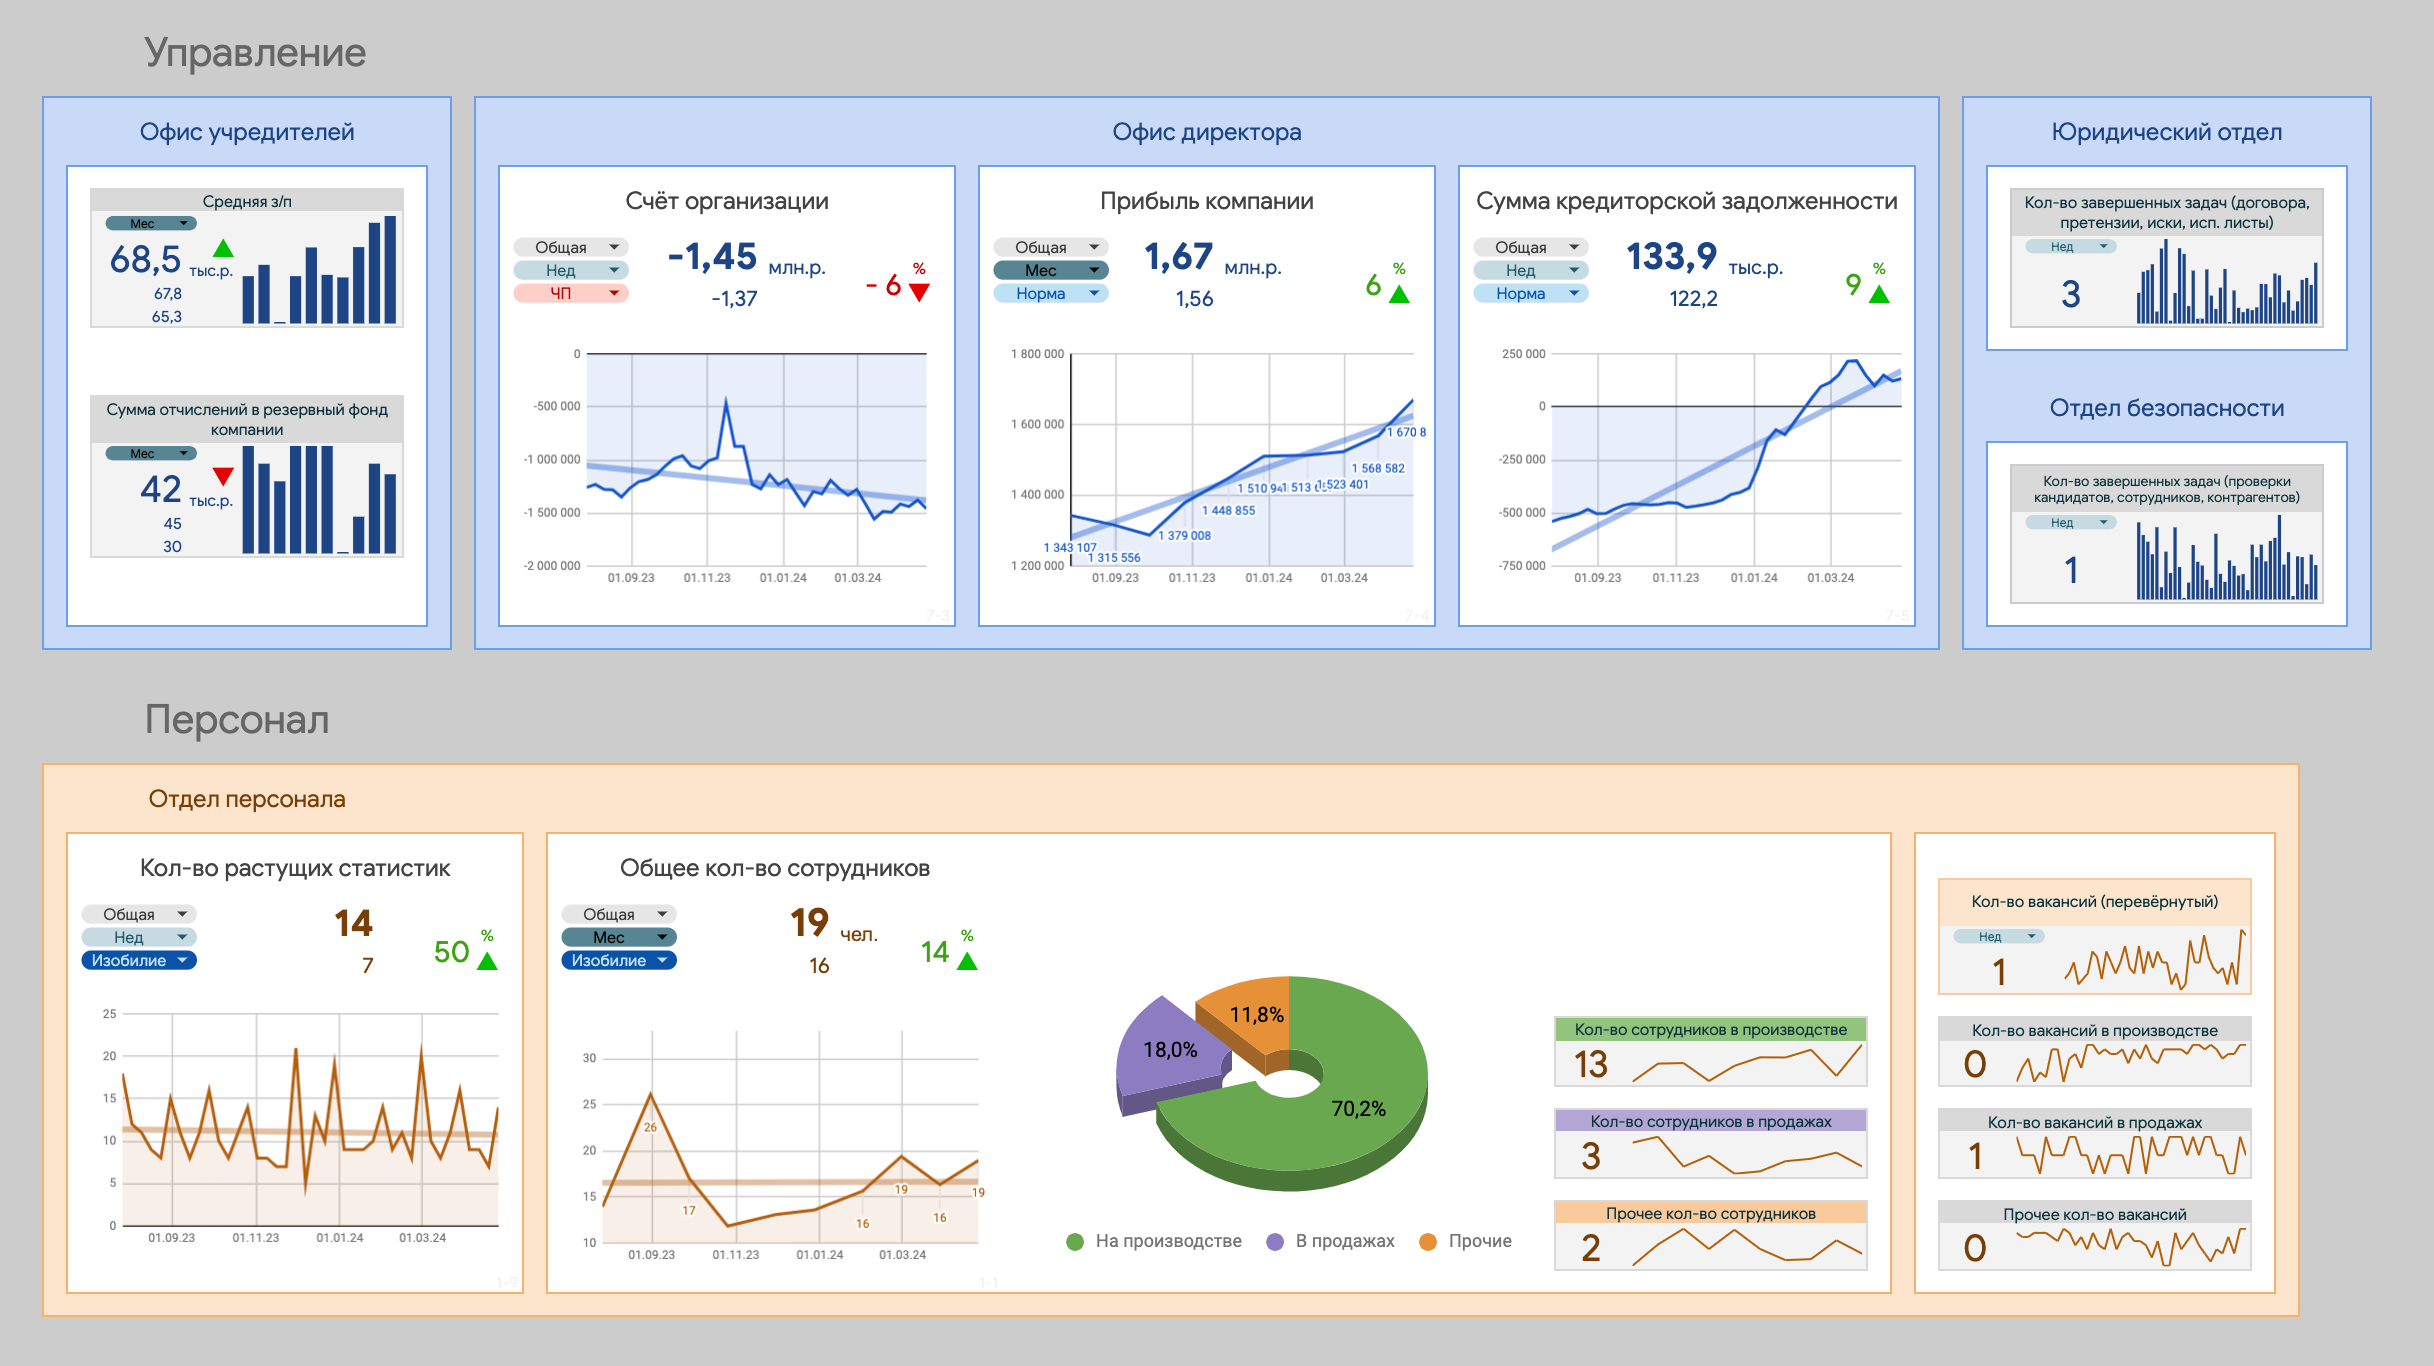 Управление
Офис учредителей
Средняя з/п
Мес
68,5 тыс.р.
67,8
65,3
Сумма отчислений в резервный фонд
компании
Мес
42 тыс.р.
45
30
Офис директора
Счёт организации
Общая
Нед
ЧП
-1,45 млн.р.
-1,37
%
- 6
0
-500 000
-1 000 000
-1 500 000
-2 000 000
01.09.23 01.11.23 01.01.24 01.03.24
7-3
Прибыль компании
Общая
Мес
Норма
1,67 млн.р.
1,56
%
6
1 800 000
1 600 000
1 400 000
1 200 000
1 343 107
1 315 556
1 379 008
1 448 855
1 510 94
1 513 6
523 401
1 568 582
1 670 8
01.09.23 01.11.23 01.01.24 01.03.24
7-4
Сумма кредиторской задолженности
Общая
Нед
Норма
133,9 тыс.р.
122,2
%
9
250 000
0
-250 000
-500 000
-750 000
01.09.23 01.11.23 01.01.24 01.03.24
7-5
Юридический отдел
Кол-во завершенных задач (договора,
претензии, иски, исп. листы)
Нед
3
Отдел безопасности
Кол-во завершенных задач (проверки
кандидатов, сотрудников, контрагентов)
Нед
1
Персонал
Отдел персонала
Кол-во растущих статистик
Общая
Нед
Изобилие
14
7
%
50
25
20
15
10
5
0
01.09.23 01.11.23 01.01.24 01.03.24
1-9
Общее кол-во сотрудников
Общая
Мес
Изобилие
19 чел.
16
%
14
30
25
20
15
10
26
17
16
19
16
19
01.09.23 01.11.23 01.01.24 01.03.24
1-1
11,8%
18,0%
70,2%
На производстве В продажах Прочие
Кол-во сотрудников в производстве
13
Кол-во сотрудников в продажах
3
Прочее кол-во сотрудников
2
Кол-во вакансий (перевёрнутый)
Нед
1
Кол-во вакансий в производстве
0
Кол-во вакансий в продажах
1
Прочее кол-во вакансий
0